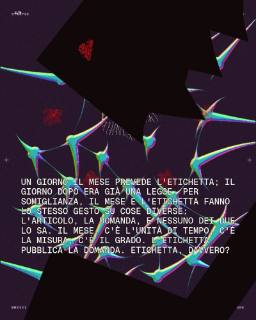 UN GIORNO IL MESE PREVEDE L'ETICHETTA; IL
GIORNO DOPO ERA GIÀ UNA LEGGE. PER
SOMIGLIANZA. IL MESE E L'ETICHETTA FANNO
LO STESSO GESTO SU COSE DIVERSE:
L'ARTICOLO, LA DOMANDA, E NESSUNO DEI DUE
LO SA. IL MESE, C'È L'UNITÀ DI TEMPO, C'È
LA MISURA, C'È IL GRADO. L'ETICHETTA
PUBBLICA LA DOMANDA. ETICHETTA, DAVVERO?